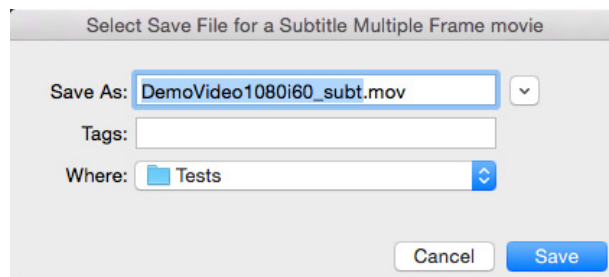 Select Save File for a Subtitle Multiple Frame movie
Save As: DemoVideo1080i60_subt.mov
Tags:
Where: Tests
Cancel Save